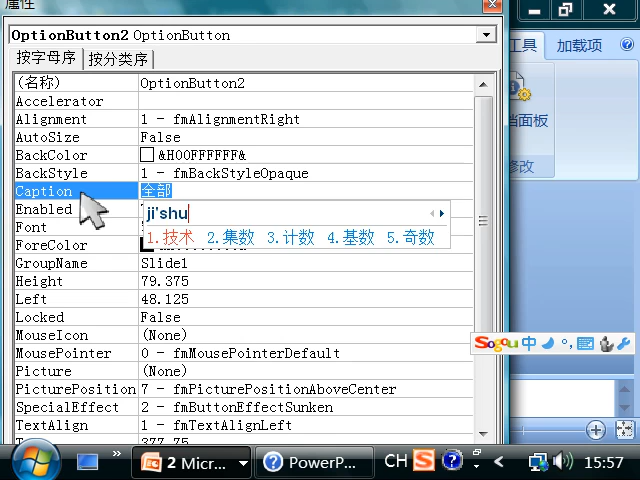 属性
OptionButton2 OptionButton
按字母序 按分类序
工具 加载项
(名称) OptionButton2
Accelerator
Alignment 1 - fmAlignmentRight
AutoSize False
BackColor &H00FFFFFF&
BackStyle 1 - fmBackStyleOpaque
Caption 全部
Enabled
ji'shu
Font
1.技术 2.集数 3.计数 4.基数 5.奇数
ForeColor
GroupName Slide1
Height 79.375
Left 48.125
Locked False
MouseIcon (None)
MousePointer 0 - fmMousePointerDefault
Picture (None)
PicturePosition 7 - fmPicturePositionAboveCenter
SpecialEffect 2 - fmButtonEffectSunken
TextAlign 1 - fmTextAlignLeft
377.75
档面板
修改
Sogou 中
2 Micr...
PowerP...
CH
15:57